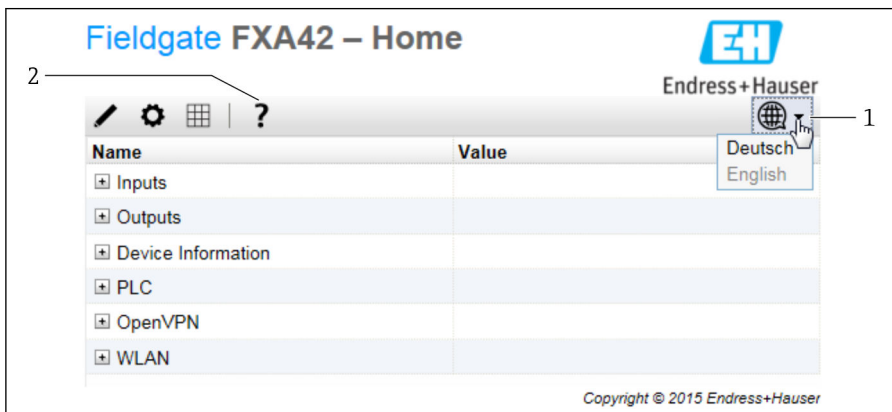 Fieldgate FXA42 – Home
EH
Endress+Hauser
2
?
1
Name Value
Deutsch
English
Inputs
Outputs
Device Information
PLC
OpenVPN
WLAN
Copyright © 2015 Endress+Hauser